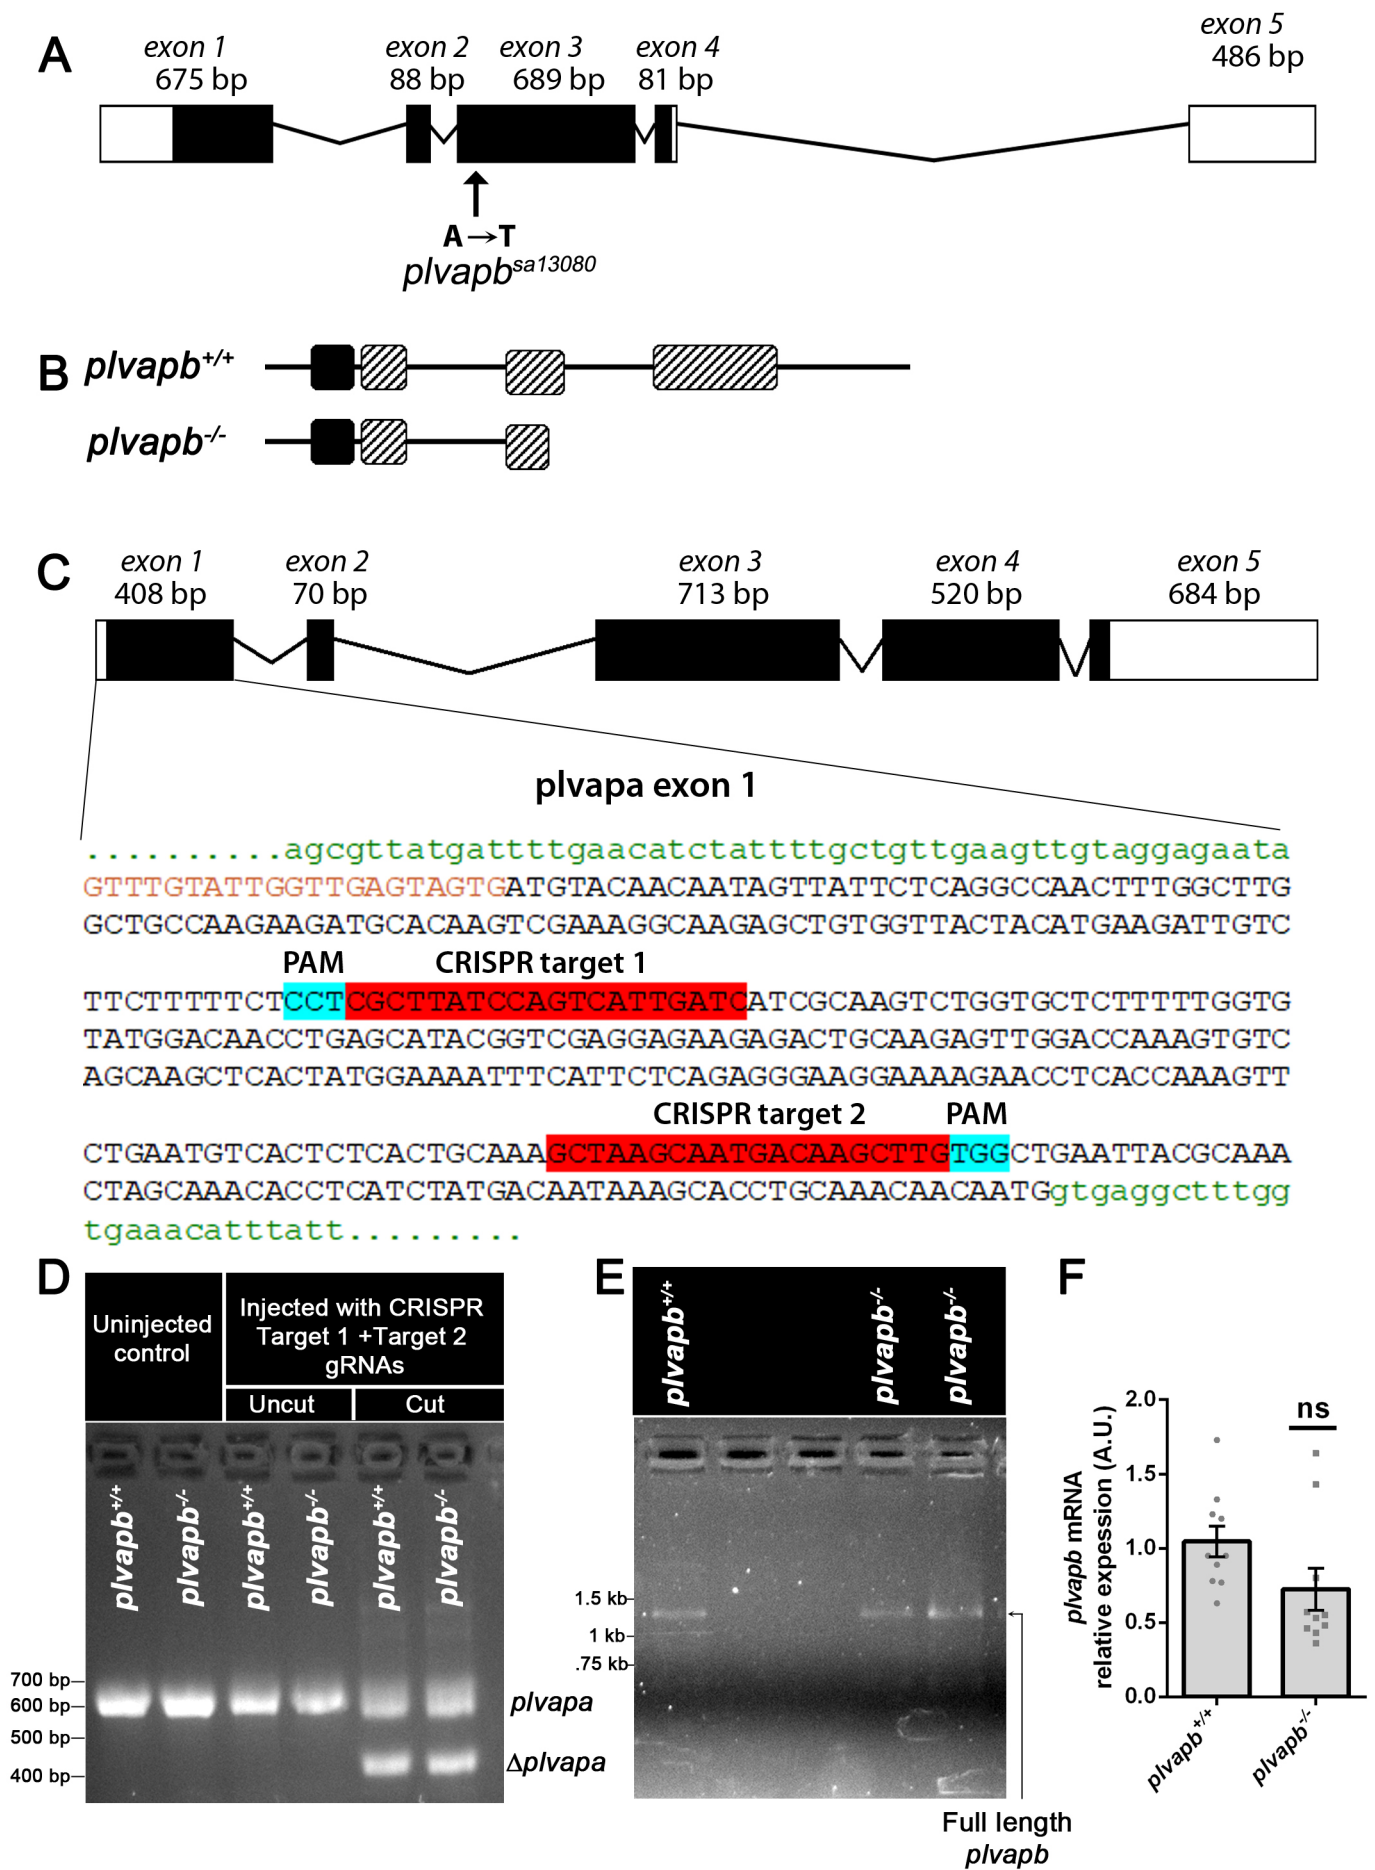 A
exon 1
675 bp
exon 2
88 bp
exon 3
689 bp
exon 4
81 bp
exon 5
486 bp
A→T
plvapb^sa13080
B
plvapb^+/+
plvapb^-/-
C
exon 1
408 bp
exon 2
70 bp
exon 3
713 bp
exon 4
520 bp
exon 5
684 bp
plvapa exon 1
..........agcgttatgattttgaacatctattttgctgttgaagttgtaggagaata
GTTTGTATTGGTTGAGTAGTGATGTACAACAATAGTTATTCTCAGGCCAACTTTGGCTTG
GCTGCCAAGAAGATGCACAAGTCGAAAGGCAAGAGCTGTGGTTACTACATGAAGATTGTC
PAM CRISPR target 1
TTCTTTTTCTCCTCGCTTATCCAGTCATTGATCATCGCAAGTCTGGTGCTCTTTTTGGTG
TATGGACAACCTGAGCATACGGTCGAGGAGAAGAGACTGCAAGAGTTGGACCAAAGTGTC
AGCAAGCTCACTATGGAAAATTTCATTCTCAGAGGGAAGGAAAAGAACCTCACCAAAGTT
CRISPR target 2 PAM
CTGAATGTCACTCTCACTGCAAAGCTAAGCAATGACAAGCTTGTGGCTGAATTACGCAAA
CTAGCAAACACCTCATCTATGACAATAAAGCACCTGCAAACAACAATGgtgaggctttgg
tgaaacatttatt.........
D
Uninjected
control
Injected with CRISPR
Target 1 +Target 2
gRNAs
Uncut
Cut
plvapb^+/+
plvapb^-/-
plvapb^+/+
plvapb^-/-
plvapb^+/+
plvapb^-/-
700 bp
600 bp
500 bp
400 bp
plvapa
Δplvapa
E
plvapb^+/+
plvapb^-/-
plvapb^-/-
1.5 kb
1 kb
.75 kb
Full length
plvapb
F
plvapb mRNA
relative expession (A.U.)
2.0
1.5
1.0
0.5
0.0
ns
plvapb^+/+
plvapb^-/-